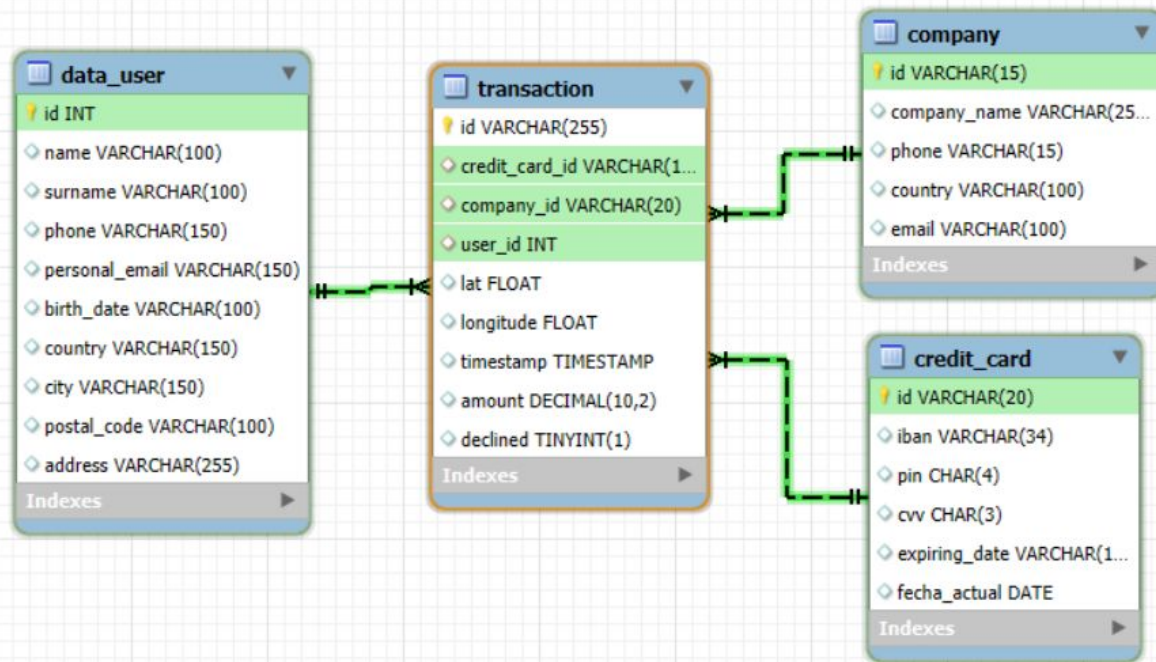 data_user
id INT
name VARCHAR(100)
surname VARCHAR(100)
phone VARCHAR(150)
personal_email VARCHAR(150)
birth_date VARCHAR(100)
country VARCHAR(150)
city VARCHAR(150)
postal_code VARCHAR(100)
address VARCHAR(255)
Indexes
transaction
id VARCHAR(255)
credit_card_id VARCHAR(1...
company_id VARCHAR(20)
user_id INT
lat FLOAT
longitude FLOAT
timestamp TIMESTAMP
amount DECIMAL(10,2)
declined TINYINT(1)
Indexes
company
id VARCHAR(15)
company_name VARCHAR(25...
phone VARCHAR(15)
country VARCHAR(100)
email VARCHAR(100)
Indexes
credit_card
id VARCHAR(20)
iban VARCHAR(34)
pin CHAR(4)
cvv CHAR(3)
expiring_date VARCHAR(1...
fecha_actual DATE
Indexes